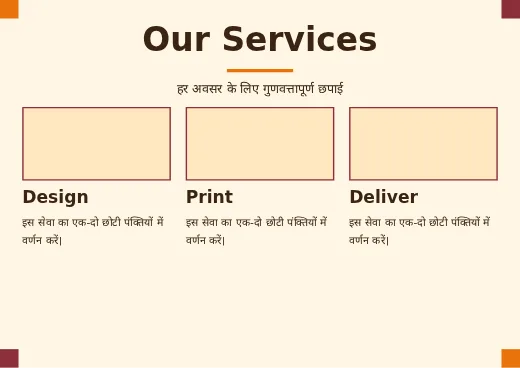 Our Services
हर अवसर के लिए गुणवत्तापूर्ण छपाई
Design
इस सेवा का एक-दो छोटी पंक्तियों में
वर्णन करें|
Print
इस सेवा का एक-दो छोटी पंक्तियों में
वर्णन करें|
Deliver
इस सेवा का एक-दो छोटी पंक्तियों में
वर्णन करें|